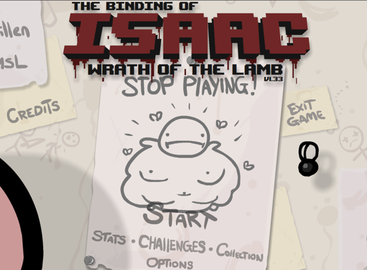 THE BINDING OF
ISAAC
WRATH OF THE LAMB
v1.33
STOP PLAYING!
CREDITS
EXIT
GAME
START
STATS • CHALLENGES • COLLECTION
OPTIONS